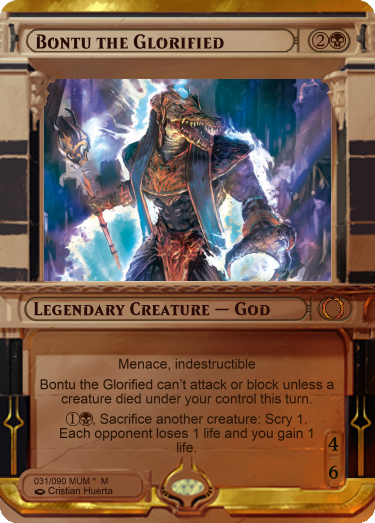 Bontu the Glorified 2
Legendary Creature — God
Menace, indestructible
Bontu the Glorified can't attack or block unless a
creature died under your control this turn.
1, Sacrifice another creature: Scry 1.
Each opponent loses 1 life and you gain 1
life.
4
6
031/090 MUM * M
Cristian Huerta